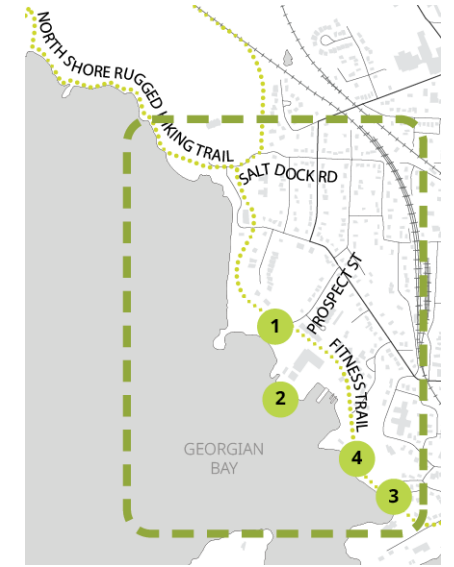 NORTH SHORE RUGGED HIKING TRAIL
SALT DOCK RD
PROSPECT ST
1
FITNESS TRAIL
2
GEORGIAN
BAY
4
3